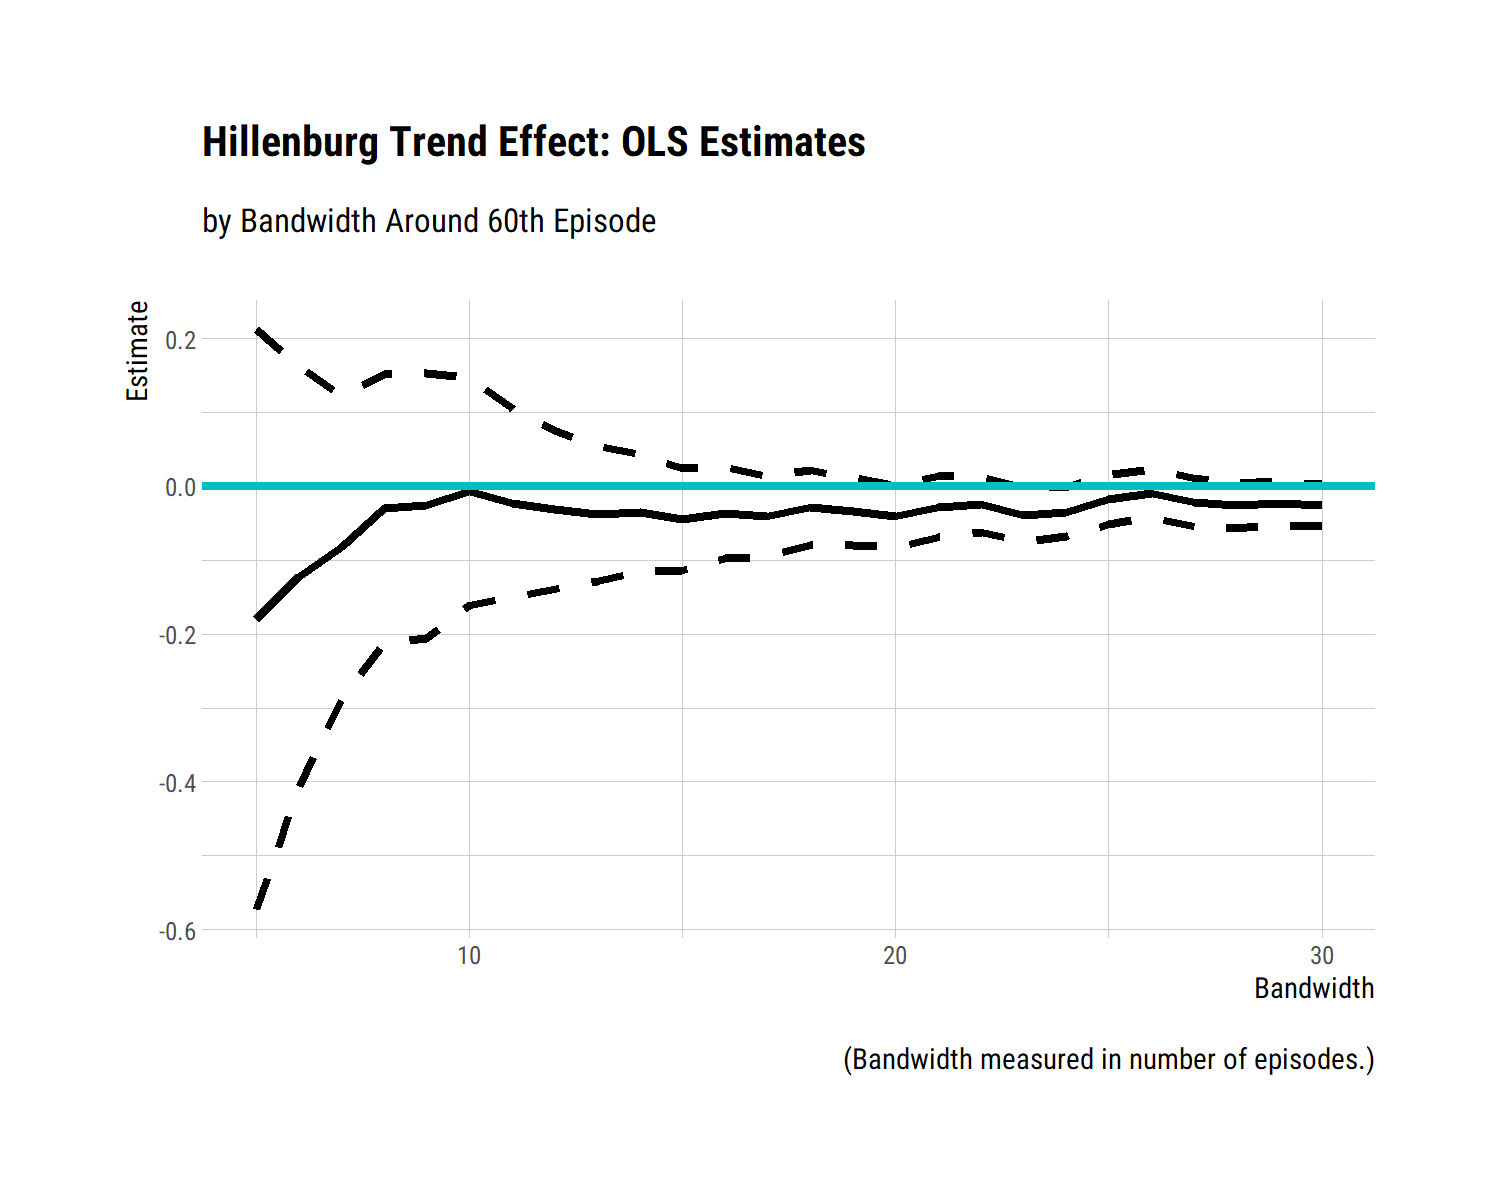 Hillenburg Trend Effect: OLS Estimates
by Bandwidth Around 60th Episode
Estimate
0.2
0.0
-0.2
-0.4
-0.6
10
20
30
Bandwidth
(Bandwidth measured in number of episodes.)